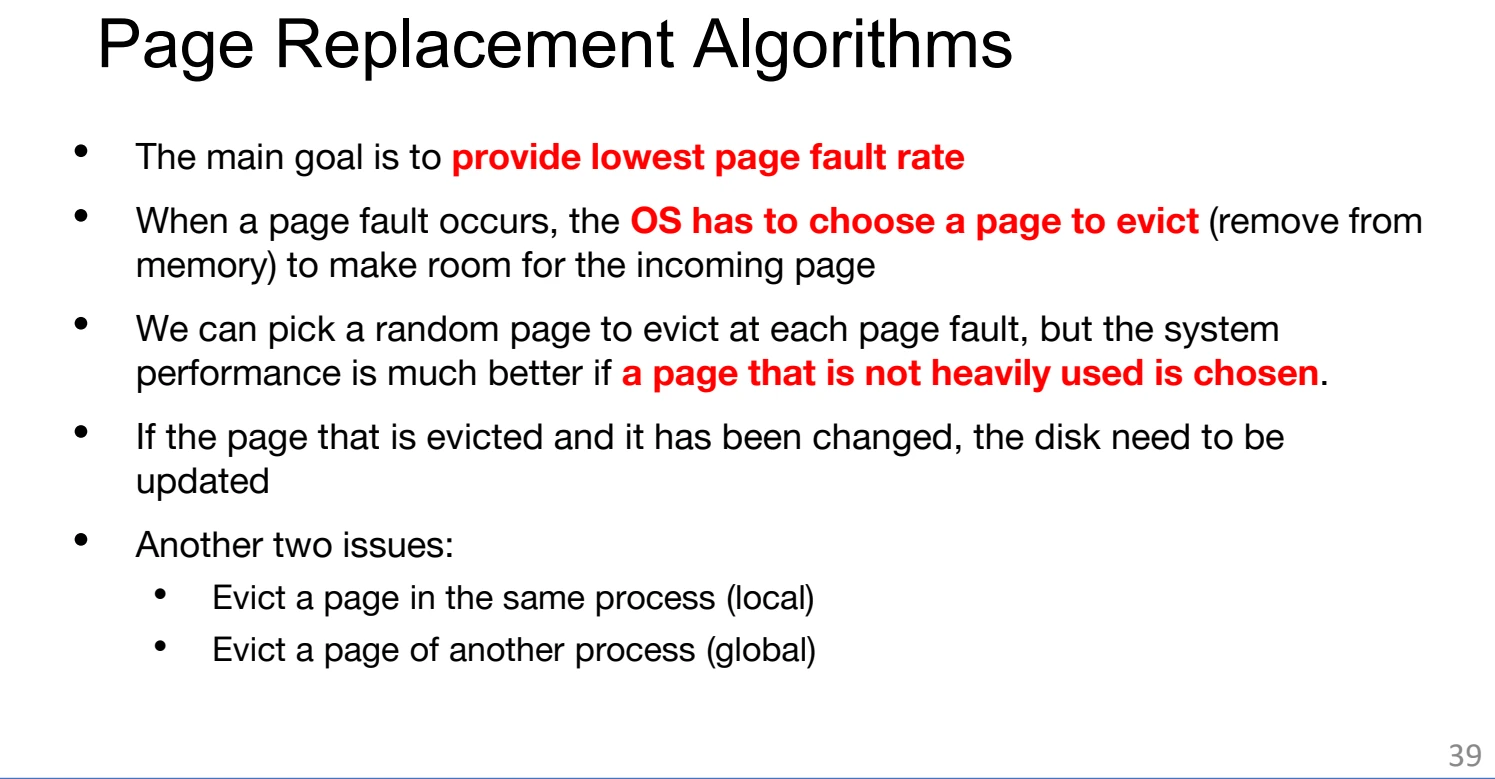 Page Replacement Algorithms
• The main goal is to provide lowest page fault rate
• When a page fault occurs, the OS has to choose a page to evict (remove from
memory) to make room for the incoming page
• We can pick a random page to evict at each page fault, but the system
performance is much better if a page that is not heavily used is chosen.
• If the page that is evicted and it has been changed, the disk need to be
updated
• Another two issues:
• Evict a page in the same process (local)
• Evict a page of another process (global)
39